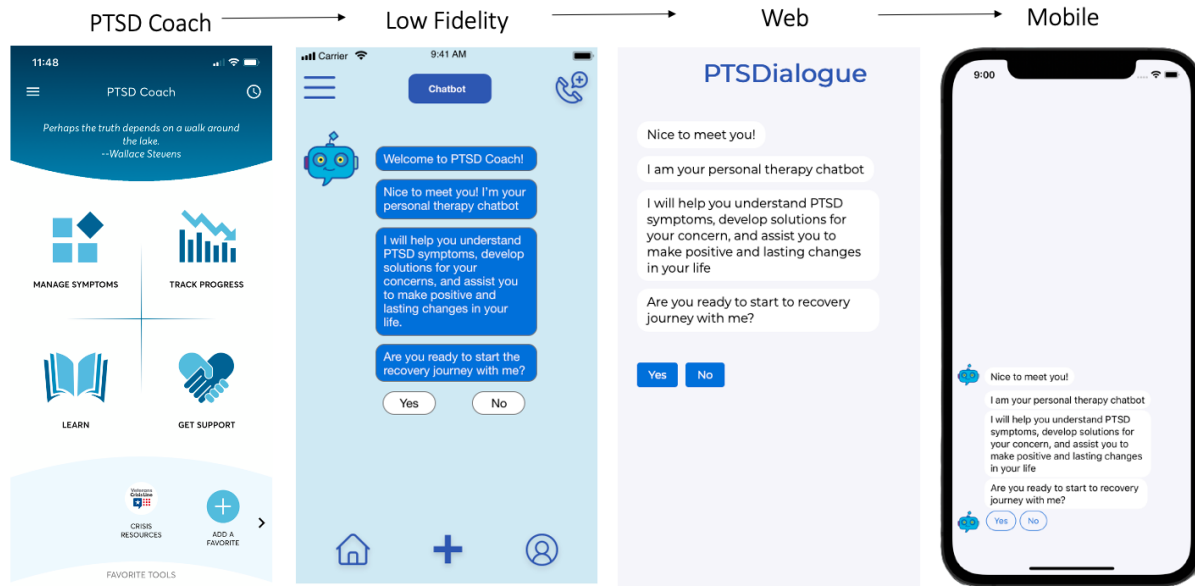 PTSD Coach
Low Fidelity
Web
Mobile
11:48
PTSD Coach
Perhaps the truth depends on a walk around
the lake.
--Wallace Stevens
MANAGE SYMPTOMS
TRACK PROGRESS
LEARN
GET SUPPORT
Veterans
Crisis Line
CRISIS
RESOURCES
ADD A
FAVORITE
FAVORITE TOOLS
Carrier
9:41 AM
Chatbot
Welcome to PTSD Coach!
Nice to meet you! I'm your
personal therapy chatbot
I will help you understand
PTSD symptoms, develop
solutions for your
concerns, and assist you
to make positive and
lasting changes in your
life.
Are you ready to start the
recovery journey with me?
Yes
No
PTSDialogue
Nice to meet you!
I am your personal therapy chatbot
I will help you understand PTSD
symptoms, develop solutions for
your concern, and assist you to
make positive and lasting changes
in your life
Are you ready to start to recovery
journey with me?
Yes
No
9:00
Nice to meet you!
I am your personal therapy chatbot
I will help you understand PTSD
symptoms, develop solutions for
your concern, and assist you to
make positive and lasting changes
in your life
Are you ready to start to recovery
journey with me?
Yes
No